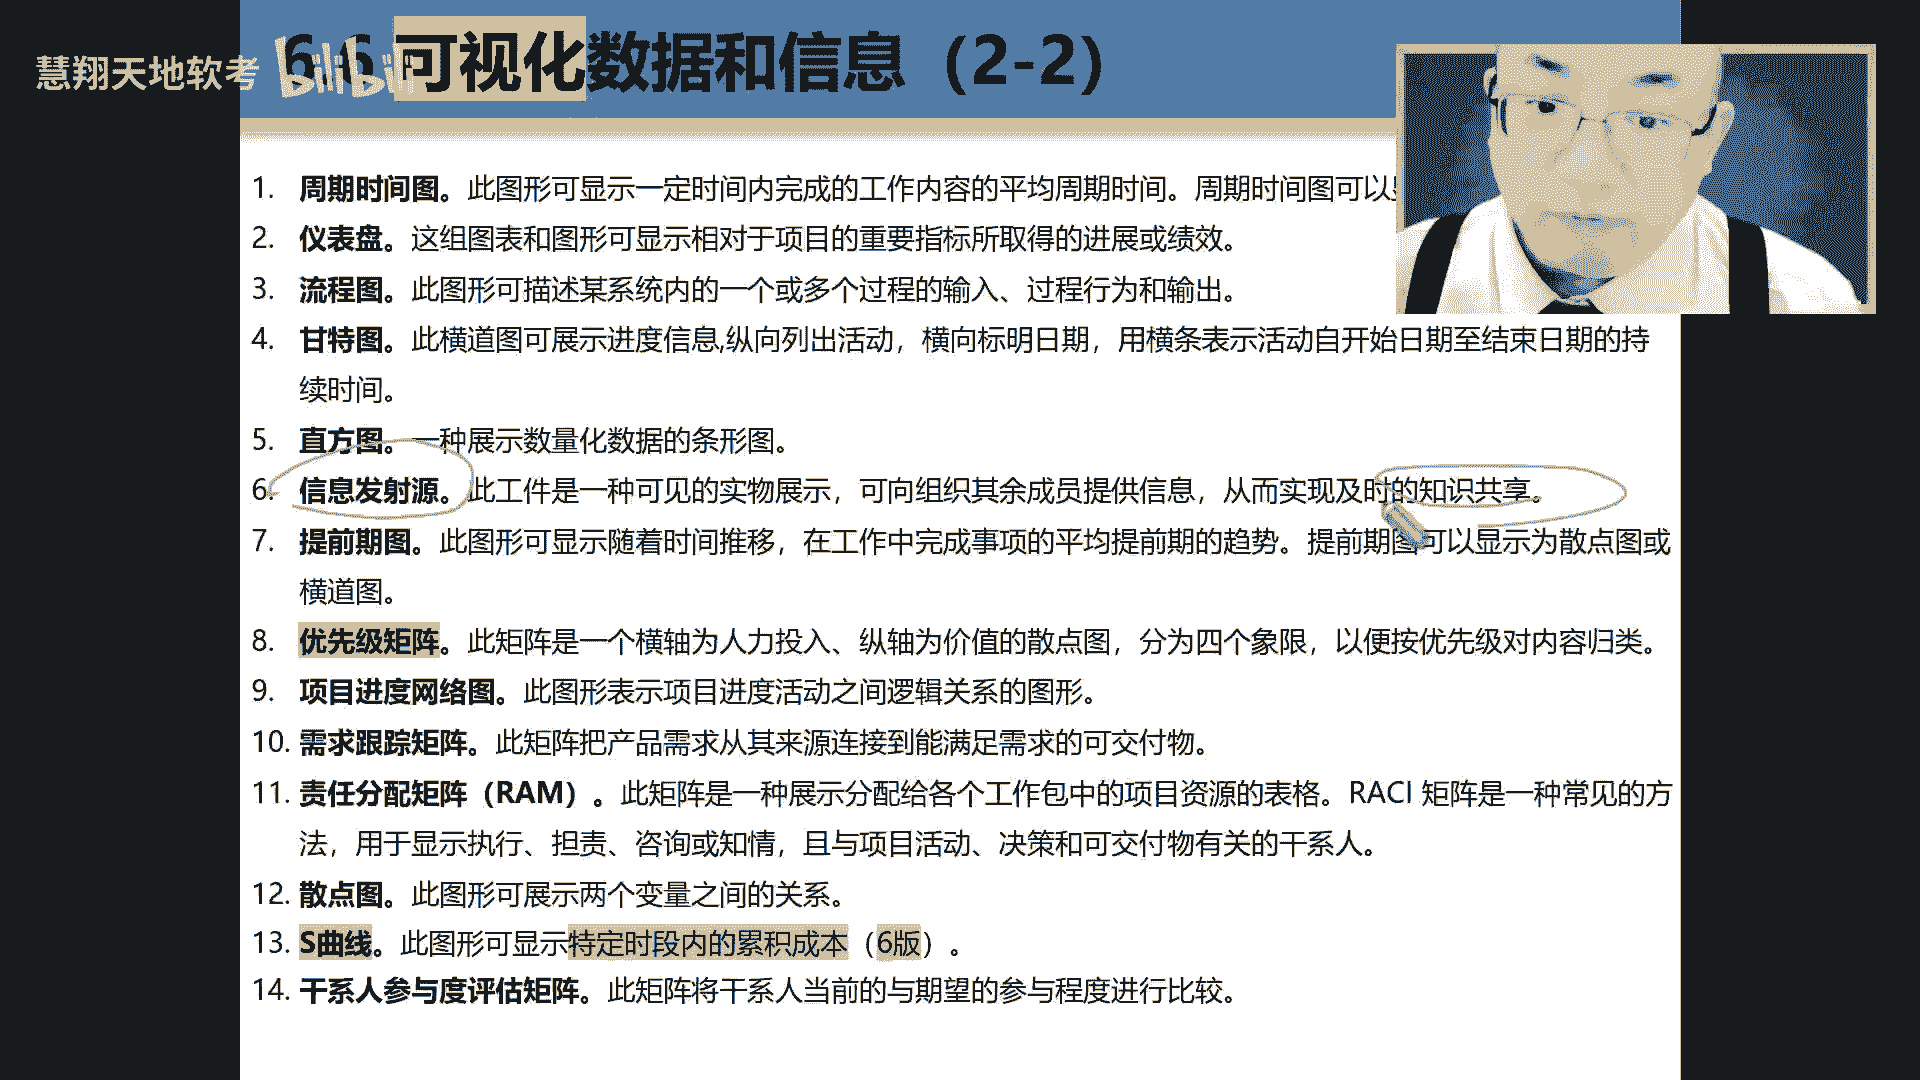 慧翔天地软考
bilibili
6.6 可视化数据和信息（2-2）
1. 周期时间图。此图形可显示一定时间内完成的工作内容的平均周期时间。周期时间图可以
2. 仪表盘。这组图表和图形可显示相对于项目的重要指标所取得的进展或绩效。
3. 流程图。此图形可描述某系统内的一个或多个过程的输入、过程行为和输出。
4. 甘特图。此横道图可展示进度信息,纵向列出活动，横向标明日期，用横条表示活动自开始日期至结束日期的持
续时间。
5. 直方图。一种展示数量化数据的条形图。
6. 信息发射源。此工件是一种可见的实物展示，可向组织其余成员提供信息，从而实现及时的知识共享。
7. 提前期图。此图形可显示随着时间推移，在工作中完成事项的平均提前期的趋势。提前期图可以显示为散点图或
横道图。
8. 优先级矩阵。此矩阵是一个横轴为人力投入、纵轴为价值的散点图，分为四个象限，以便按优先级对内容归类。
9. 项目进度网络图。此图形表示项目进度活动之间逻辑关系的图形。
10. 需求跟踪矩阵。此矩阵把产品需求从其来源连接到能满足需求的可交付物。
11. 责任分配矩阵（RAM）。此矩阵是一种展示分配给各个工作包中的项目资源的表格。RACI 矩阵是一种常见的方
法，用于显示执行、担责、咨询或知情，且与项目活动、决策和可交付物有关的干系人。
12. 散点图。此图形可展示两个变量之间的关系。
13. S曲线。此图形可显示特定时段内的累积成本（6版）。
14. 干系人参与度评估矩阵。此矩阵将干系人当前的与期望的参与程度进行比较。